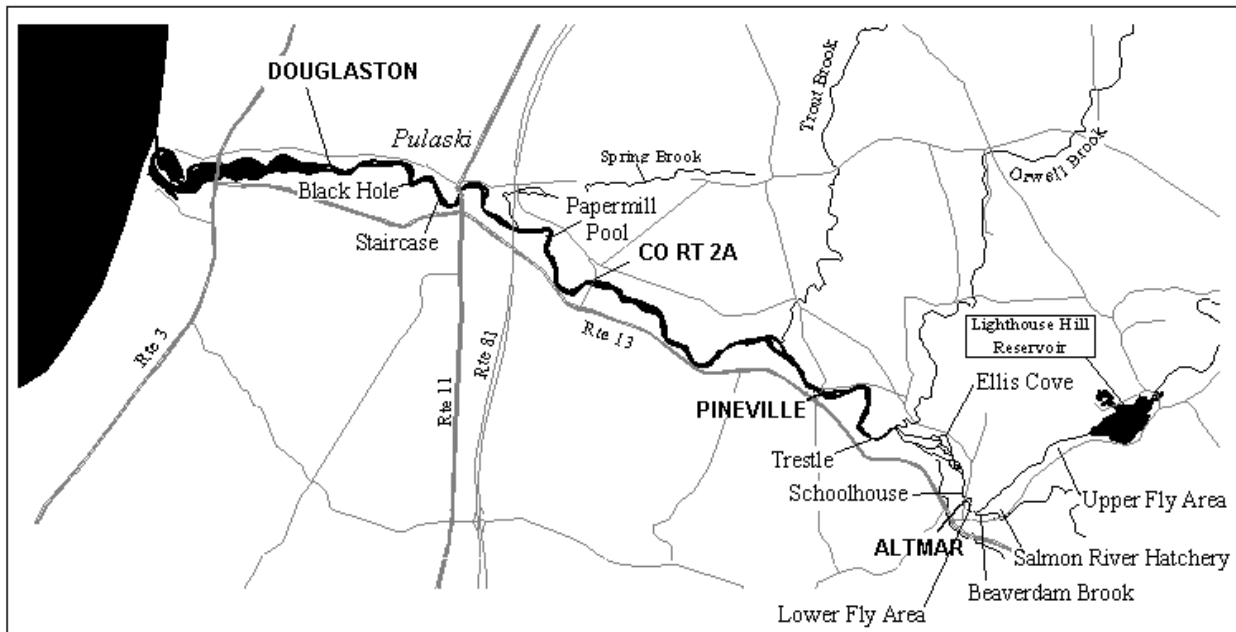 DOUGLASTON
Pulaski
Black Hole
Staircase
Spring Brook
Papermill
Pool
Trout Brook
Orwell Brook
CO RT 2A
Rte 3
Rte 11
Rte 81
Rte 13
Lighthouse Hill
Reservoir
Ellis Cove
PINEVILLE
Trestle
Schoolhouse
Upper Fly Area
ALTMAR
Salmon River Hatchery
Beaverdam Brook
Lower Fly Area